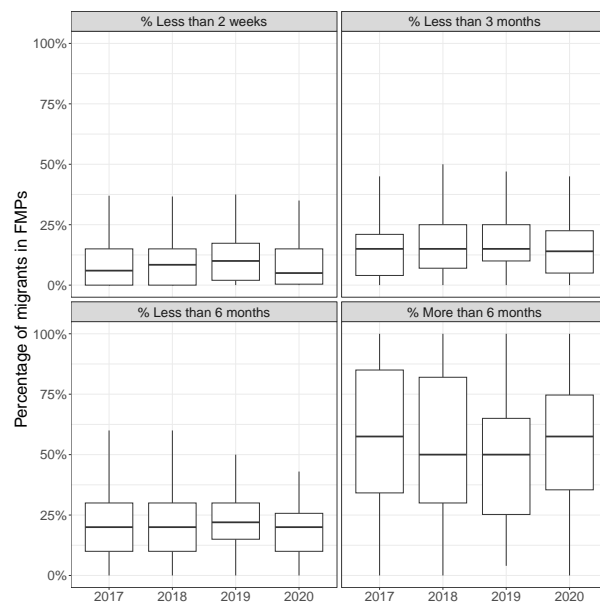 % Less than 2 weeks
% Less than 3 months
100%
75%
50%
25%
0%
% Less than 6 months
% More than 6 months
100%
75%
50%
25%
0%
Percentage of migrants in FMPs
2017 2018 2019 2020
2017 2018 2019 2020